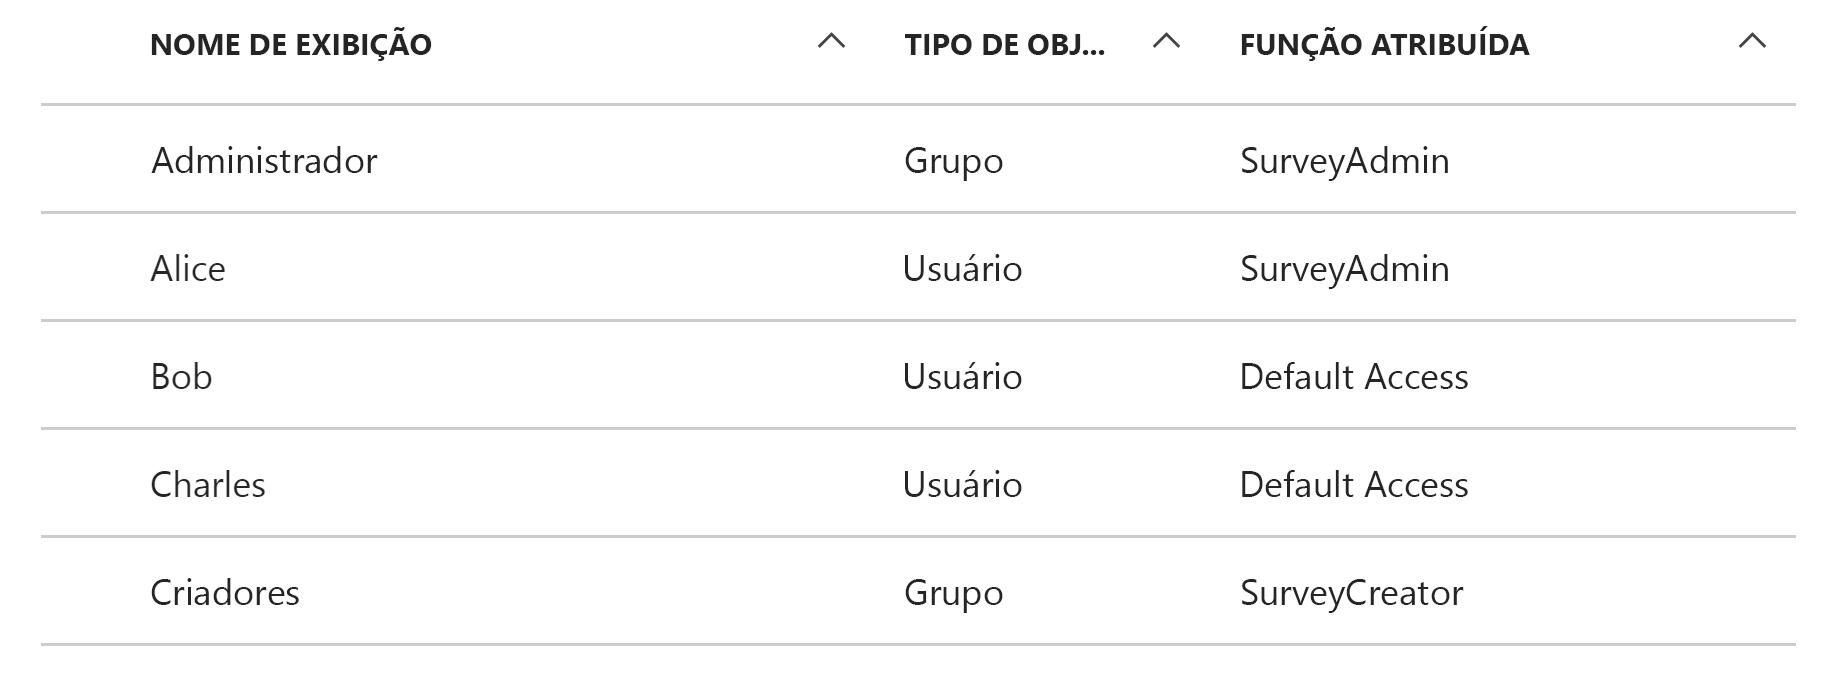 NOME DE EXIBIÇÃO TIPO DE OBJ... FUNÇÃO ATRIBUÍDA
Administrador Grupo SurveyAdmin
Alice Usuário SurveyAdmin
Bob Usuário Default Access
Charles Usuário Default Access
Criadores Grupo SurveyCreator